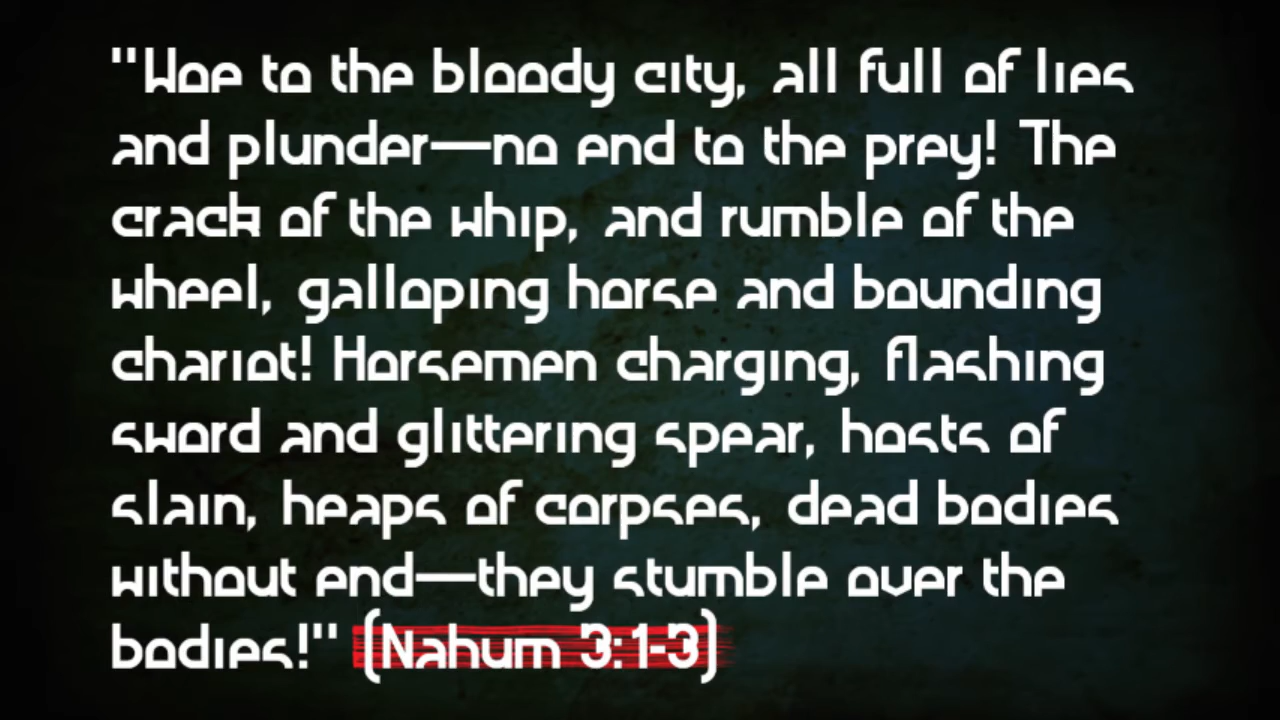 "Woe to the bloody city, all full of lies
and plunder—no end to the prey! The
crack of the whip, and rumble of the
wheel, galloping horse and bounding
chariot! Horsemen charging, flashing
sword and glittering spear, hosts of
slain, heaps of corpses, dead bodies
without end—they stumble over the
bodies!" (Nahum 3:1-3)